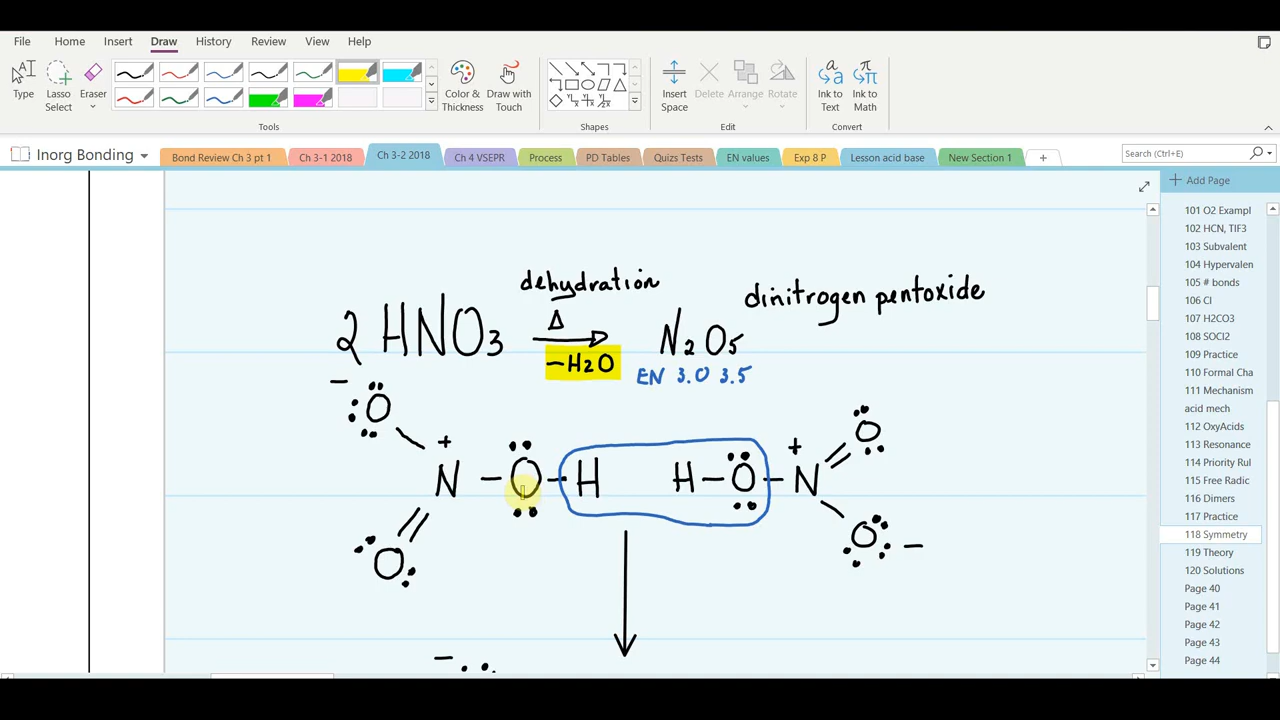 File Home Insert Draw History Review View Help
Type
Lasso Select
Eraser
Color & Thickness
Draw with Touch
Insert Space
Delete
Arrange
Rotate
Ink to Text
Ink to Math
Tools
Shapes
Edit
Convert
Inorg Bonding
Bond Review Ch 3 pt 1
Ch 3-1 2018
Ch 3-2 2018
Ch 4 VSEPR
Process
PD Tables
Quizs Tests
EN values
Exp 8 P
Lesson acid base
New Section 1
+
Search (Ctrl+E)
+ Add Page
101 O2 Exampl
102 HCN, TIF3
103 Subvalent
104 Hypervalen
105 # bonds
106 CI
107 H2CO3
108 SOCI2
109 Practice
110 Formal Cha
111 Mechanism
acid mech
112 OxyAcids
113 Resonance
114 Priority Rul
115 Free Radic
116 Dimers
117 Practice
118 Symmetry
119 Theory
120 Solutions
Page 40
Page 41
Page 42
Page 43
Page 44
dehydration
dinitrogen pentoxide
2 HNO3 Δ → N2O5
−H2O
EN 3.0 3.5
− O + + O
N − O − H H − O − N
O O −
−